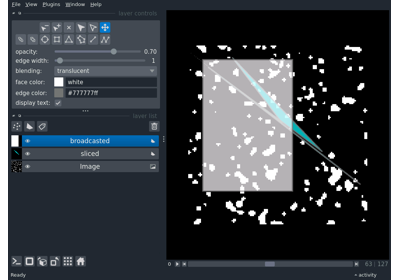 File View Plugins Window Help
layer controls
opacity: 0.70
edge width: 1
blending: translucent
face color: white
edge color: #777777ff
display text:
layer list
broadcasted
sliced
Image
63 127
Ready
activity